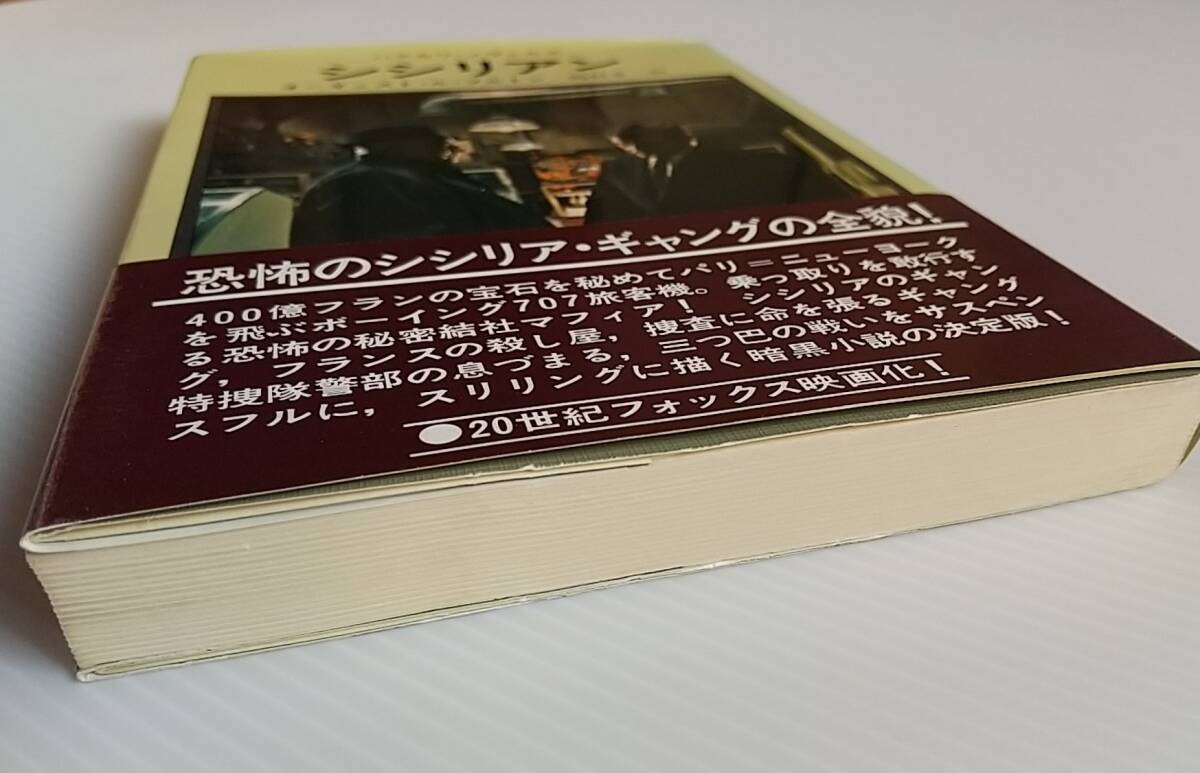 シシリアン
恐怖のシシリア・ギャングの全貌！
400億フランの宝石を秘めてパリ＝ニューヨーク
を飛ぶボーイング707旅客機。乗っ取りを敢行す
る恐怖の秘密結社マフィア！　シシリアのギャン
グ，フランスの殺し屋，捜査に命を張るギャング
特捜隊警部の息づまる，三つ巴の戦いをサスペン
スフルに，スリリングに描く暗黒小説の決定版！
●20世紀フォックス映画化！